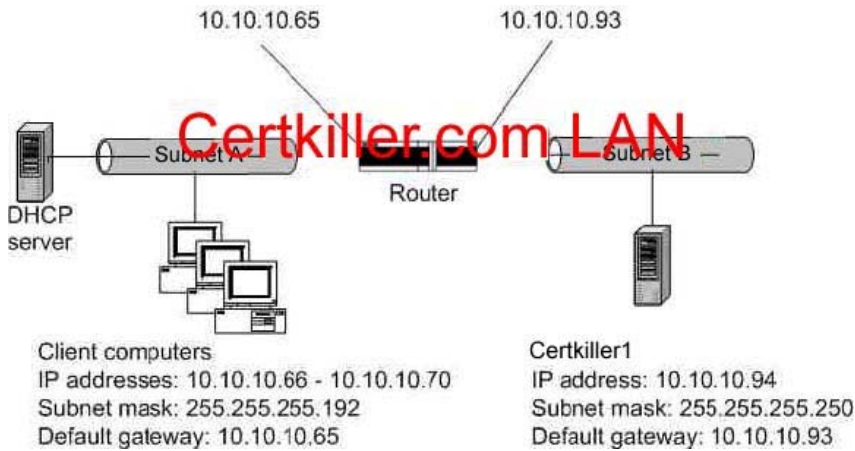 10.10.10.65
10.10.10.93
Certkiller.com LAN
Subnet A
Subnet B
Router
DHCP
server
Client computers
IP addresses: 10.10.10.66 - 10.10.10.70
Subnet mask: 255.255.255.192
Default gateway: 10.10.10.65
Certkiller1
IP address: 10.10.10.94
Subnet mask: 255.255.255.250
Default gateway: 10.10.10.93